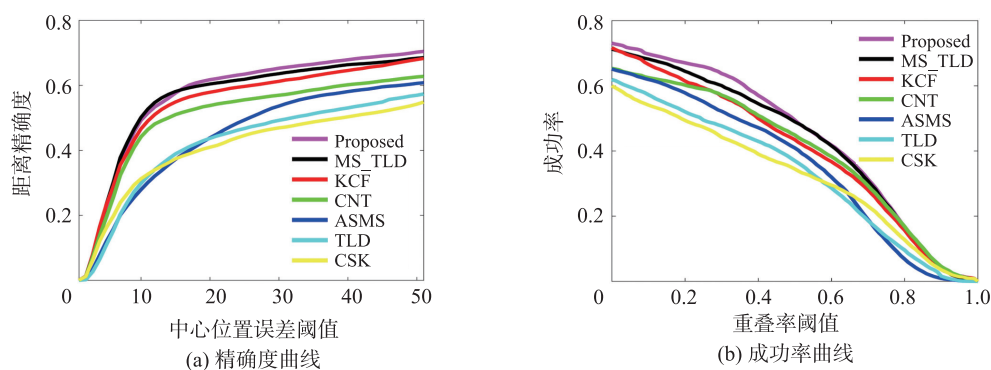 0.8
0.6
0.4
0.2
0
10
20
30
40
50
距离精确度
Proposed
MS_TLD
KCF
CNT
ASMS
TLD
CSK
中心位置误差阈值
(a) 精确度曲线
0.8
0.6
0.4
0.2
0
0.2
0.4
0.6
0.8
1.0
成功率
Proposed
MS_TLD
KCF
CNT
ASMS
TLD
CSK
重叠率阈值
(b) 成功率曲线